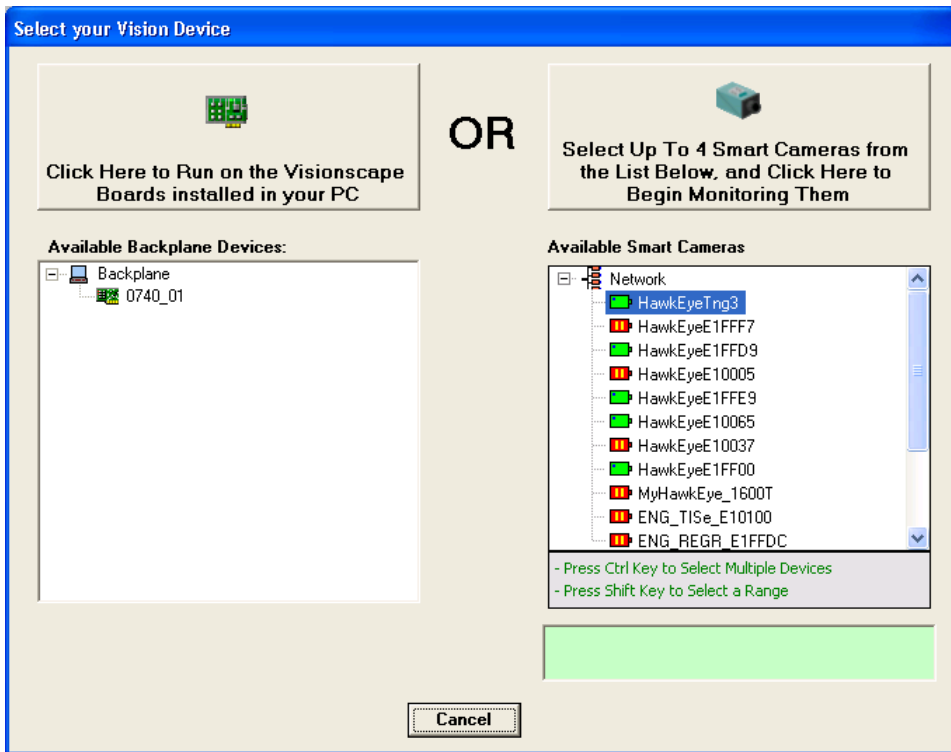 Select your Vision Device
Click Here to Run on the Visionscape
Boards installed in your PC
OR
Select Up To 4 Smart Cameras from
the List Below, and Click Here to
Begin Monitoring Them
Available Backplane Devices:
Backplane
0740_01
Available Smart Cameras
Network
HawkEyeTng3
HawkEyeE1FFF7
HawkEyeE1FFD9
HawkEyeE10005
HawkEyeE1FFE9
HawkEyeE10065
HawkEyeE10037
HawkEyeE1FF00
MyHawkEye_1600T
ENG_TISe_E10100
ENG_REGR_E1FFDC
- Press Ctrl Key to Select Multiple Devices
- Press Shift Key to Select a Range
Cancel